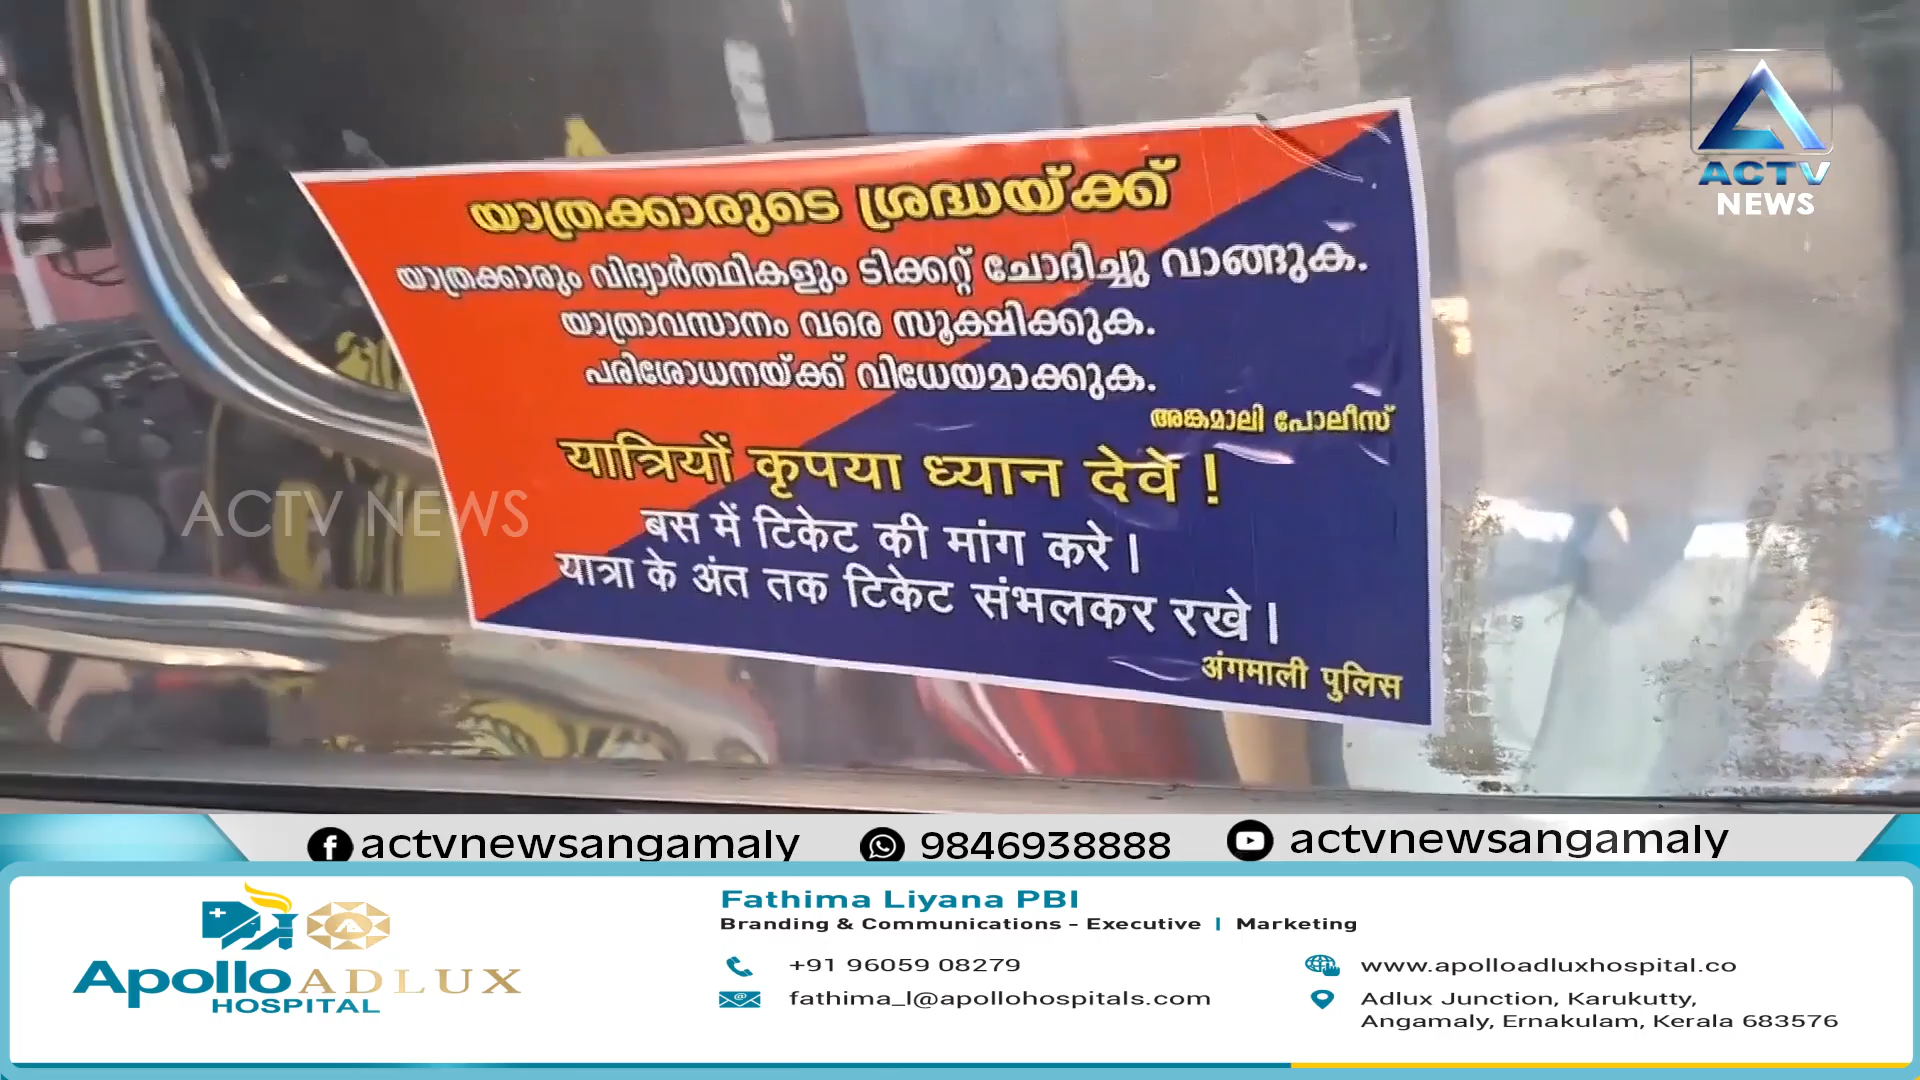 ACTV
NEWS
യാത്രക്കാരുടെ ശ്രദ്ധയ്ക്ക്
യാത്രക്കാരും വിദ്യാർത്ഥികളും ടിക്കറ്റ് ചോദിച്ചു വാങ്ങുക.
യാത്രാവസാനം വരെ സൂക്ഷിക്കുക.
പരിശോധനയ്ക്ക് വിധേയമാക്കുക.
അങ്കമാലി പോലീസ്
यात्रियों कृपया ध्यान देवे !
बस में टिकेट की मांग करे।
यात्रा के अंत तक टिकेट संभलकर रखे।
अंगमाली पुलिस
ACTV NEWS
actvnewsangamaly 9846938888 actvnewsangamaly
Apollo ADLUX
HOSPITAL
Fathima Liyana PBI
Branding & Communications - Executive | Marketing
+91 96059 08279
fathima_l@apollohospitals.com
www.apolloadluxhospital.co
Adlux Junction, Karukutty,
Angamaly, Ernakulam, Kerala 683576